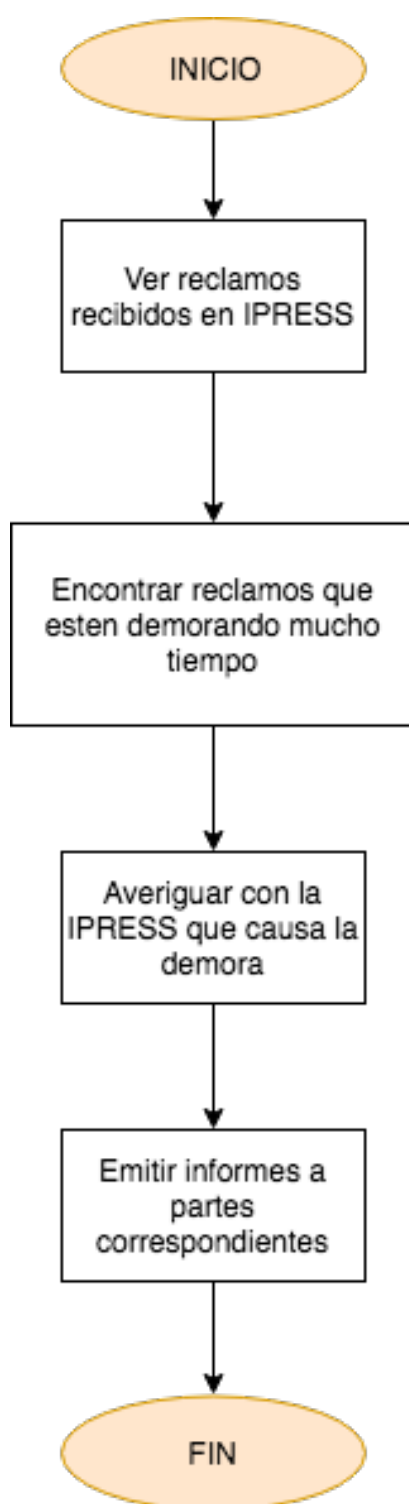 INICIO
Ver reclamos
recibidos en IPRESS
Encontrar reclamos que
esten demorando mucho
tiempo
Averiguar con la
IPRESS que causa la
demora
Emitir informes a
partes
correspondientes
FIN